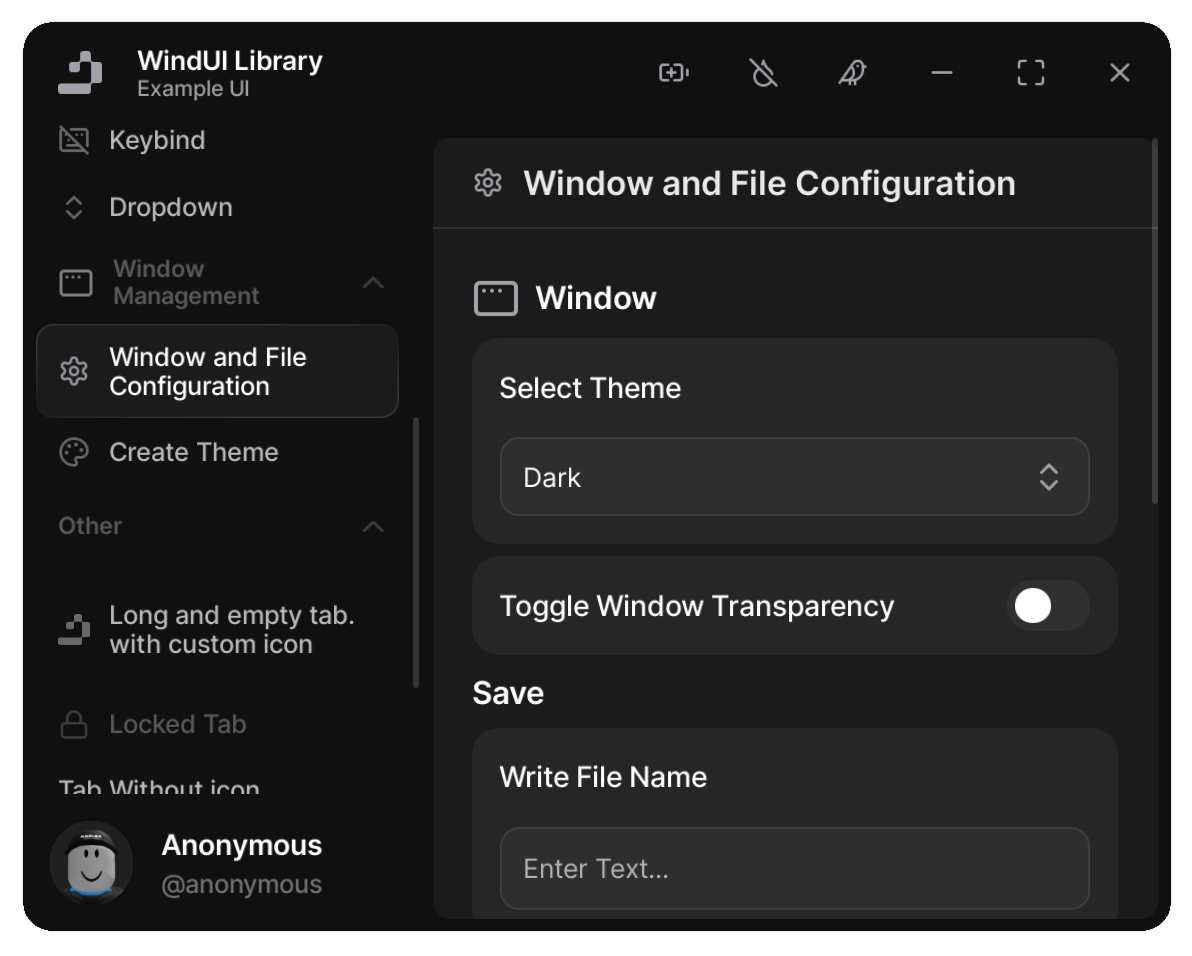 WindUI Library
Example UI
Keybind
Dropdown
Window
Management
Window and File
Configuration
Create Theme
Other
Long and empty tab.
with custom icon
Locked Tab
Tab Without icon
Anonymous
@anonymous
Window and File Configuration
Window
Select Theme
Dark
Toggle Window Transparency
Save
Write File Name
Enter Text...